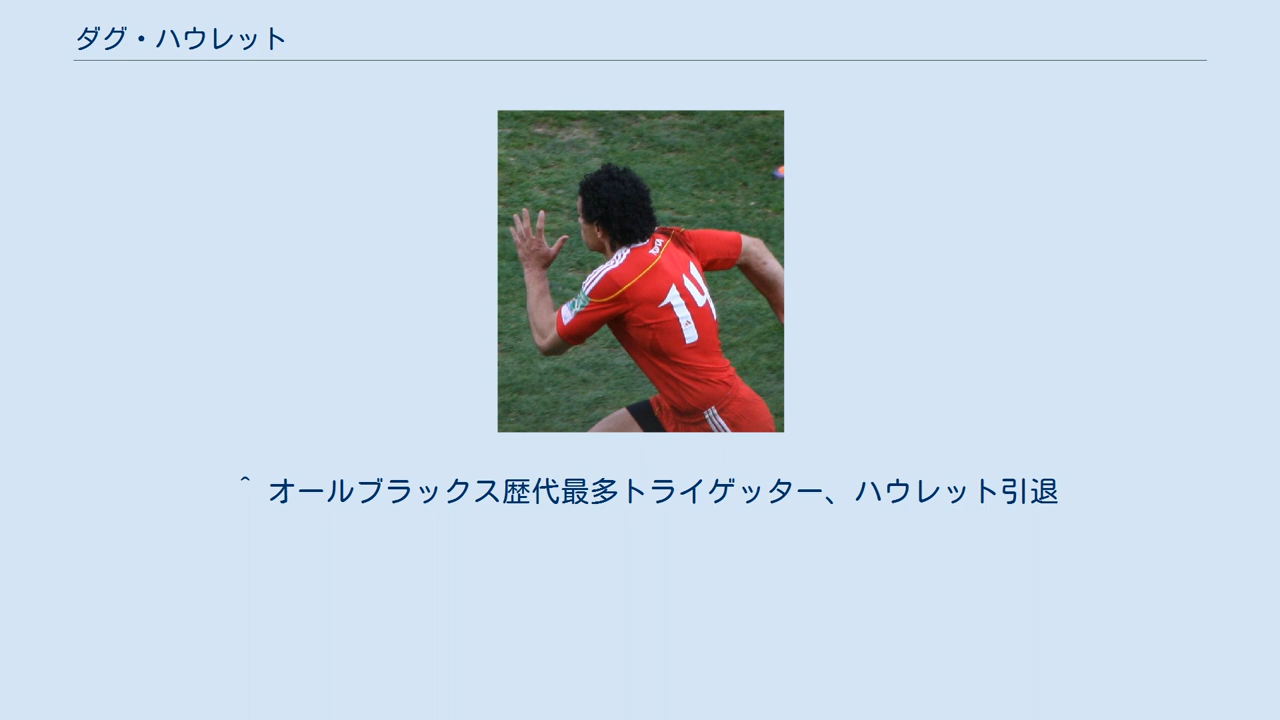 ダグ・ハウレット
14
^ オールブラックス歴代最多トライゲッター、ハウレット引退